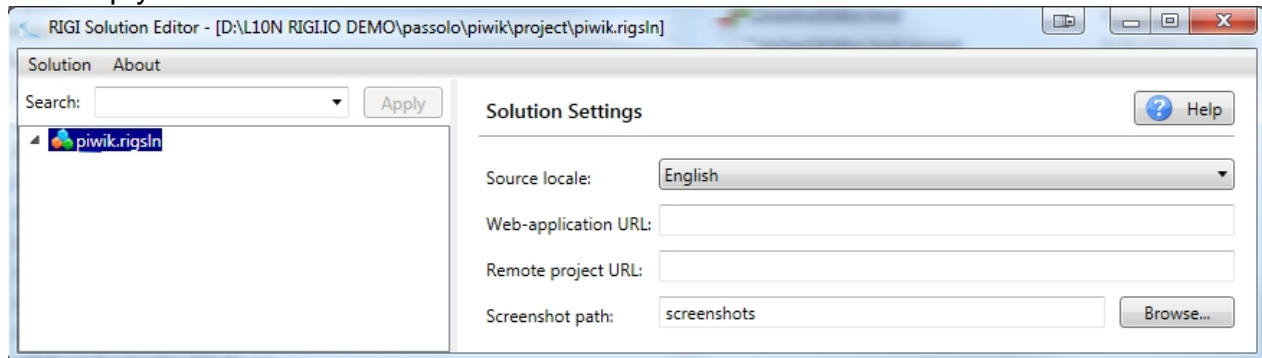 RIGI Solution Editor - [D:\L10N RIGI.IO DEMO\passolo\piwik\project\piwik.rigsln]
Solution About
Search: Apply
piwik.rigsln
Solution Settings
Help
Source locale: English
Web-application URL:
Remote project URL:
Screenshot path: screenshots Browse...